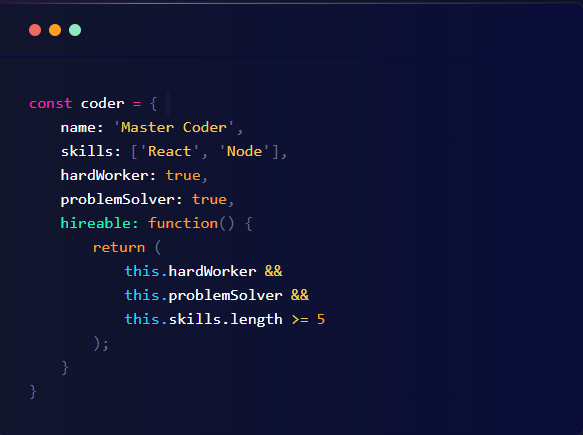 const coder = {
name: 'Master Coder',
skills: ['React', 'Node'],
hardWorker: true,
problemSolver: true,
hireable: function() {
return (
this.hardWorker &&
this.problemSolver &&
this.skills.length >= 5
);
}
}